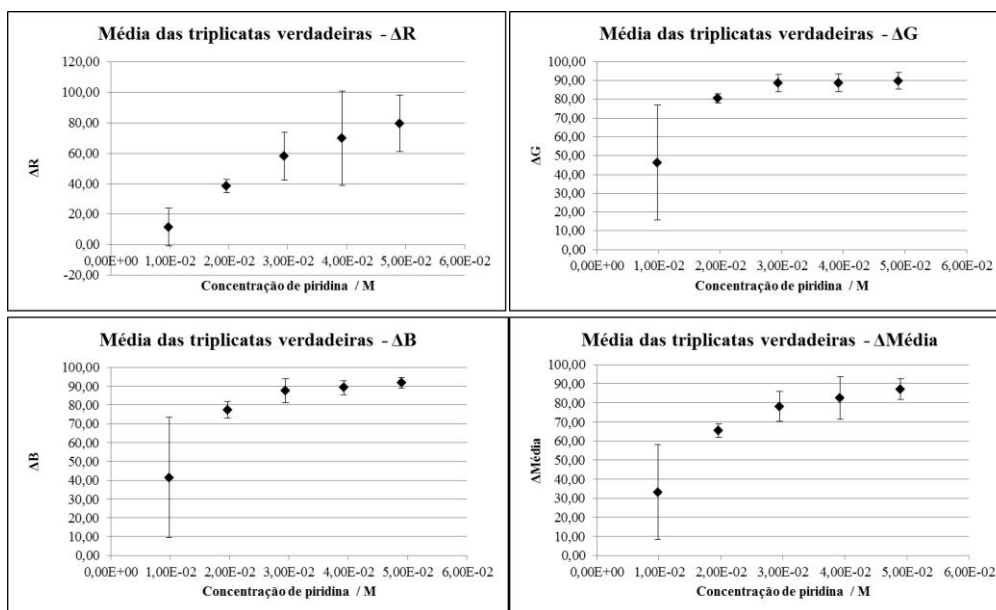 Média das triplicatas verdadeiras - ΔR
120,00
100,00
80,00
60,00
40,00
20,00
0,00
-20,00
ΔR
0,00E+00 1,00E-02 2,00E-02 3,00E-02 4,00E-02 5,00E-02 6,00E-02
Concentração de piridina / M
Média das triplicatas verdadeiras - ΔG
100,00
90,00
80,00
70,00
60,00
50,00
40,00
30,00
20,00
10,00
0,00
ΔG
0,00E+00 1,00E-02 2,00E-02 3,00E-02 4,00E-02 5,00E-02 6,00E-02
Concentração de piridina / M
Média das triplicatas verdadeiras - ΔB
100,00
90,00
80,00
70,00
60,00
50,00
40,00
30,00
20,00
10,00
0,00
ΔB
0,00E+00 1,00E-02 2,00E-02 3,00E-02 4,00E-02 5,00E-02 6,00E-02
Concentração de piridina / M
Média das triplicatas verdadeiras - ΔMédia
100,00
90,00
80,00
70,00
60,00
50,00
40,00
30,00
20,00
10,00
0,00
ΔMédia
0,00E+00 1,00E-02 2,00E-02 3,00E-02 4,00E-02 5,00E-02 6,00E-02
Concentração de piridina / M